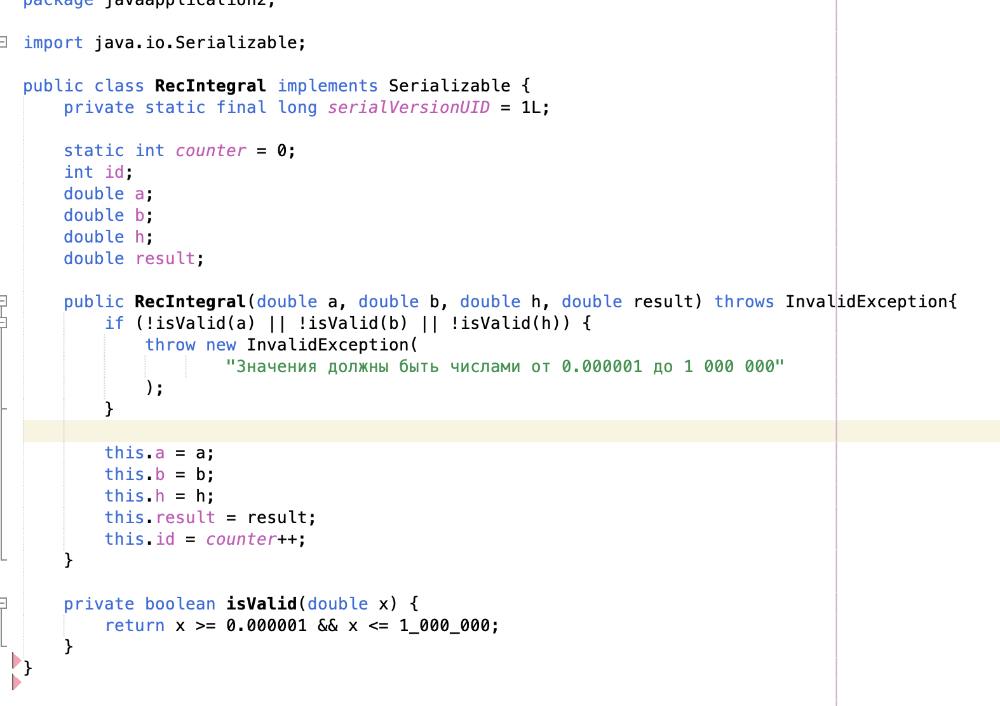 package javaapplication2;
import java.io.Serializable;
public class RecIntegral implements Serializable {
private static final long serialVersionUID = 1L;
static int counter = 0;
int id;
double a;
double b;
double h;
double result;
public RecIntegral(double a, double b, double h, double result) throws InvalidException{
if (!isValid(a) || !isValid(b) || !isValid(h)) {
throw new InvalidException(
"Значения должны быть числами от 0.000001 до 1 000 000"
);
}
this.a = a;
this.b = b;
this.h = h;
this.result = result;
this.id = counter++;
}
private boolean isValid(double x) {
return x >= 0.000001 && x <= 1_000_000;
}
}